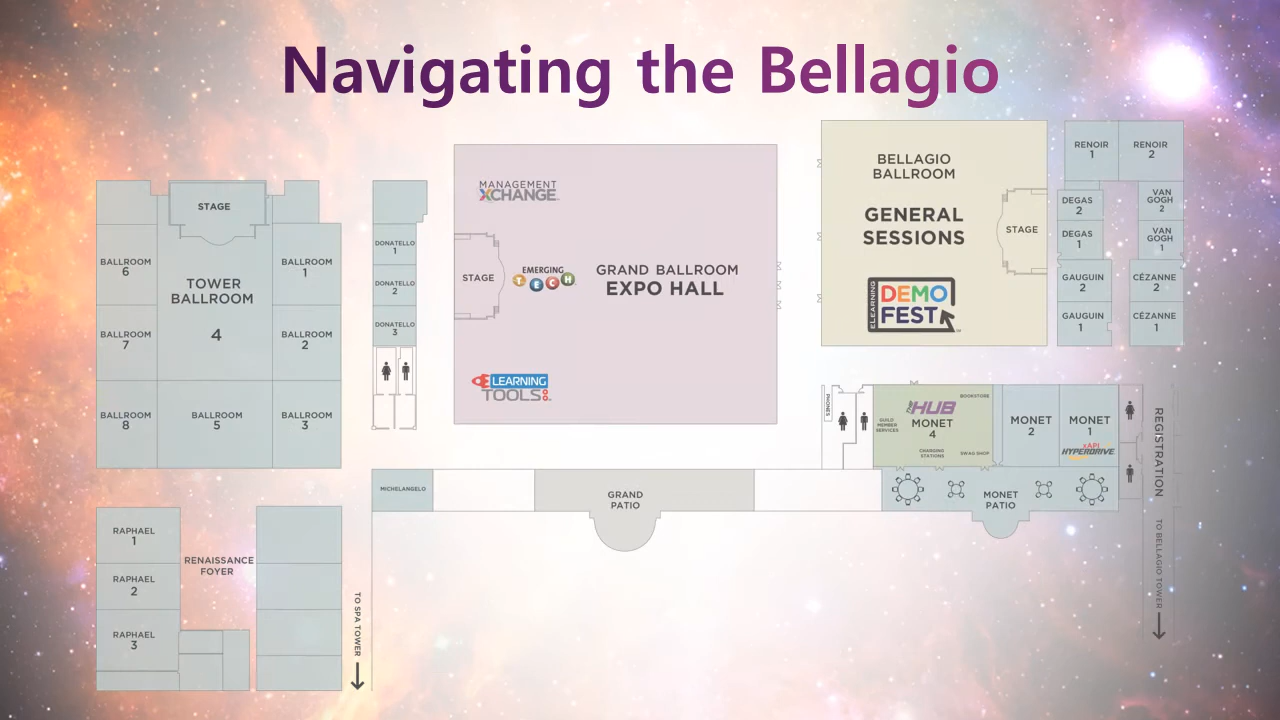 Navigating the Bellagio
STAGE
BALLROOM
6
TOWER
BALLROOM
4
BALLROOM
1
BALLROOM
7
BALLROOM
2
BALLROOM
8
BALLROOM
5
BALLROOM
3
RAPHAEL
1
RAPHAEL
2
RAPHAEL
3
RENAISSANCE
FOYER
TO SPA TOWER
DONATELLO
1
DONATELLO
2
DONATELLO
3
MICHELANGELO
MANAGEMENT
XCHANGE
STAGE
EMERGING
TECH
GRAND BALLROOM
EXPO HALL
ELEARNING
TOOLS
GRAND
PATIO
BELLAGIO
BALLROOM
GENERAL
SESSIONS
STAGE
ELEARNING
DEMO
FEST
RENOIR
1
RENOIR
2
DEGAS
2
VAN
GOGH
2
DEGAS
1
VAN
GOGH
1
GAUGUIN
2
CÉZANNE
2
GAUGUIN
1
CÉZANNE
1
PHONES
GUILD
MEMBER
SERVICES
BOOKSTORE
THE HUB
MONET
4
CHARGING
STATIONS
SWAG SHOP
MONET
2
MONET
1
xAPI
HYPERDRIVE
MONET
PATIO
REGISTRATION
TO BELLAGIO TOWER